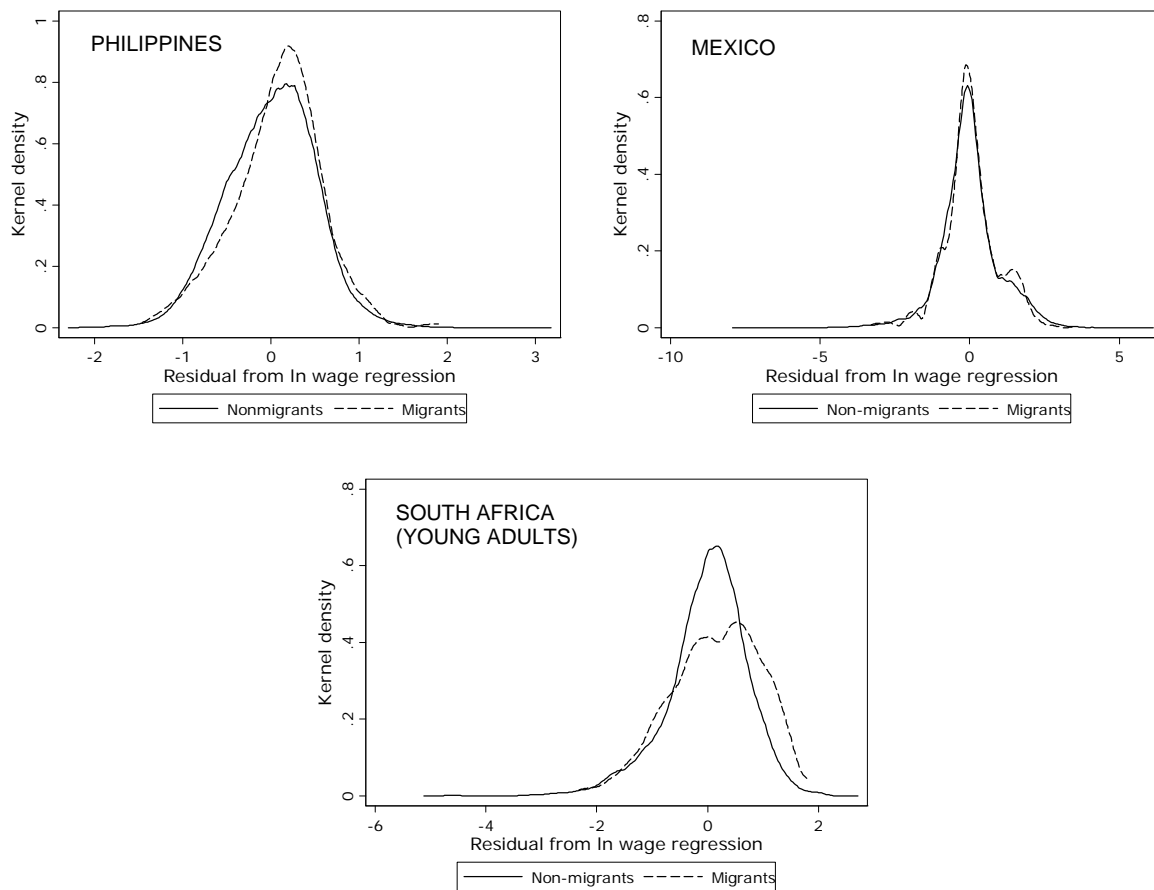 PHILIPPINES
Kernel density
0
.2
.4
.6
.8
1
-2
-1
0
1
2
3
Residual from ln wage regression
Nonmigrants
Migrants
MEXICO
Kernel density
0
.2
.4
.6
.8
-10
-5
0
5
Residual from ln wage regression
Non-migrants
Migrants
SOUTH AFRICA
(YOUNG ADULTS)
Kernel density
0
.2
.4
.6
.8
-6
-4
-2
0
2
Residual from ln wage regression
Non-migrants
Migrants